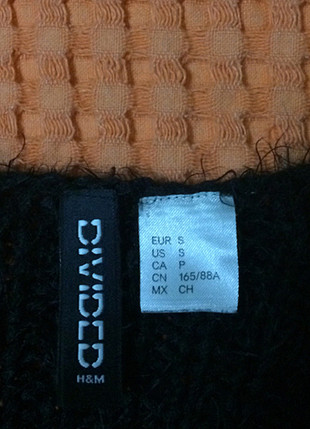 DIVIDED
H&M
EUR S
US S
CA P
CN 165/88A
MX CH